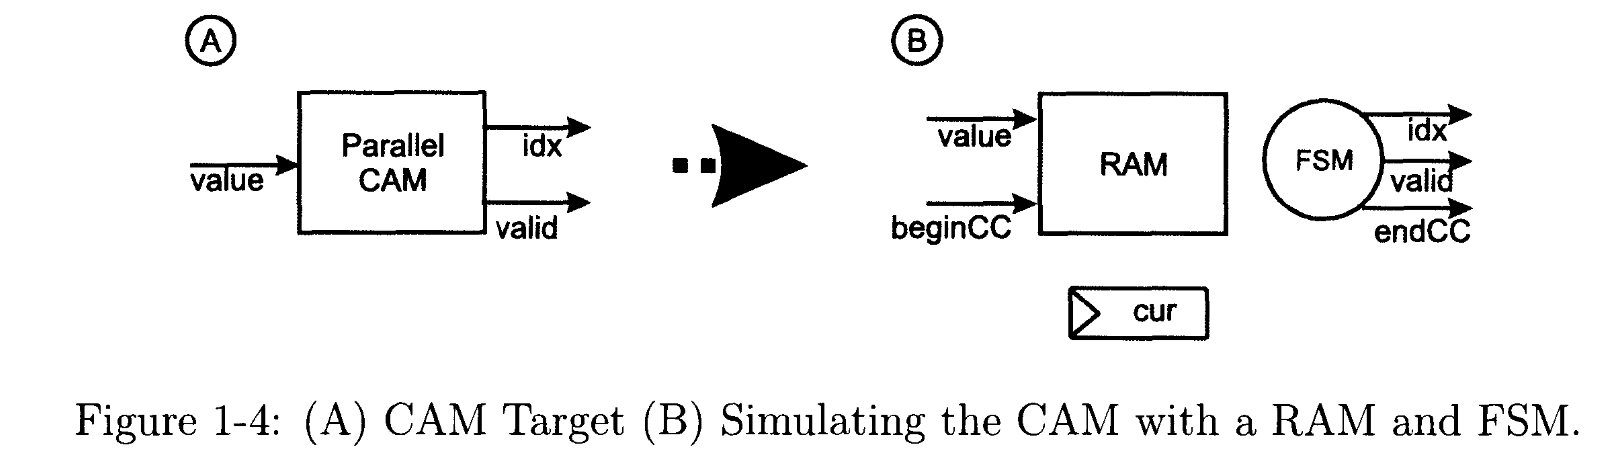 A
Parallel
CAM
value
idx
valid
B
value
beginCC
RAM
FSM
idx
valid
endCC
cur
Figure 1-4: (A) CAM Target (B) Simulating the CAM with a RAM and FSM.